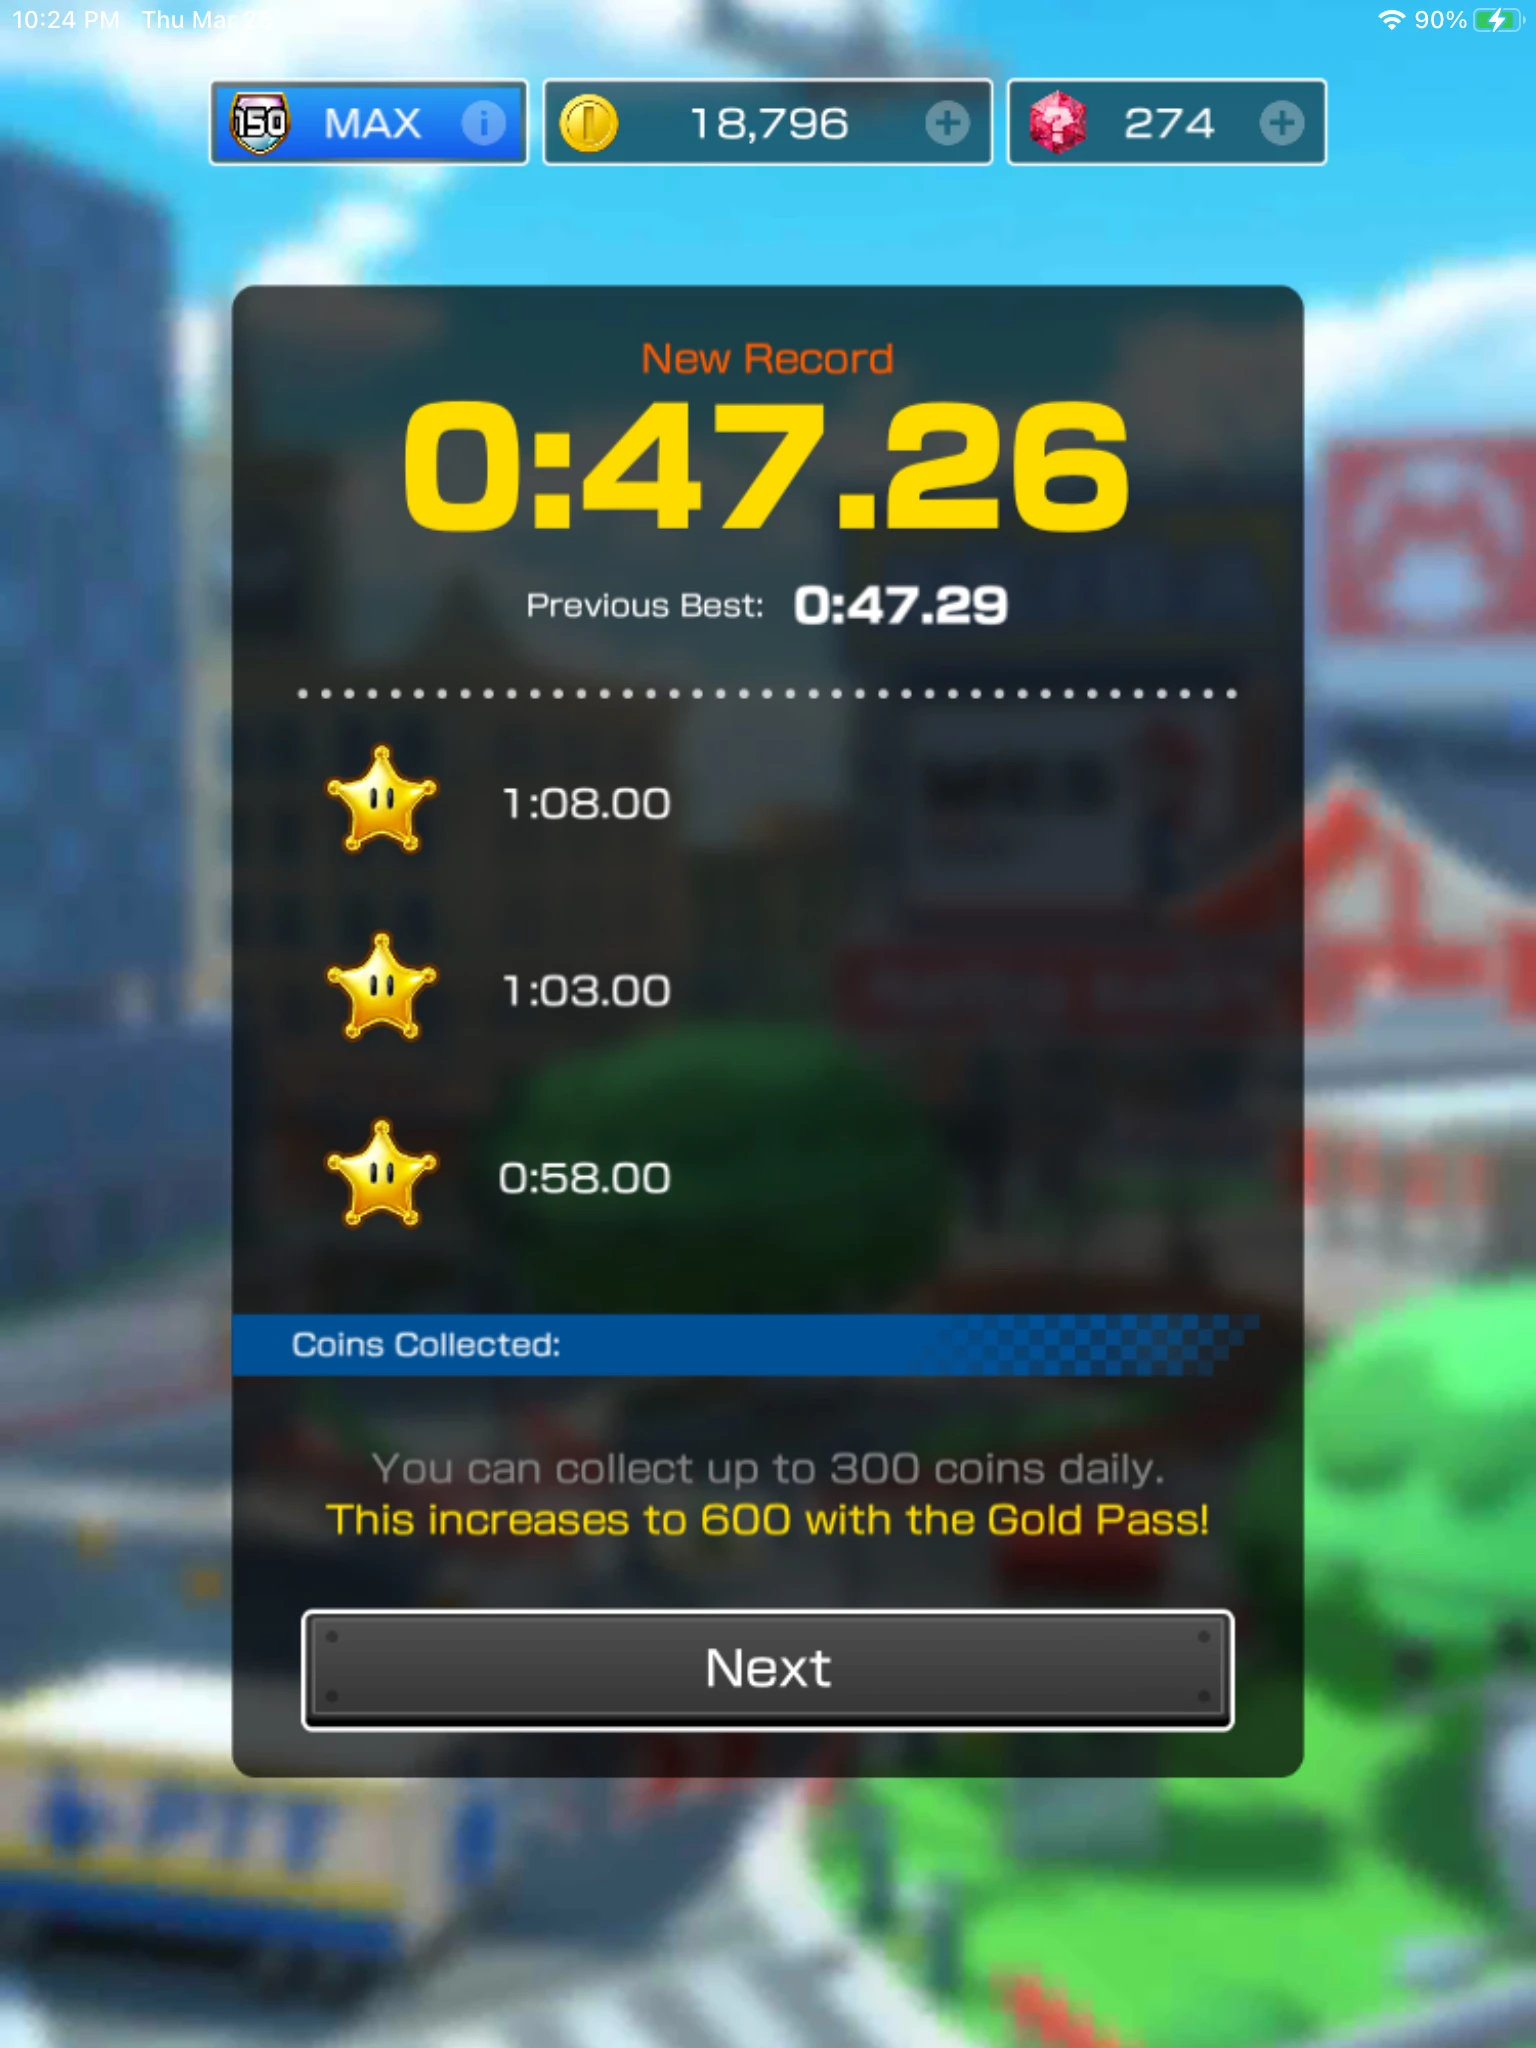 10:24 PM Thu Mar
90%
150 MAX i 18,796 + 274 +
New Record
0:47.26
Previous Best: 0:47.29
1:08.00
1:03.00
0:58.00
Coins Collected:
You can collect up to 300 coins daily.
This increases to 600 with the Gold Pass!
Next